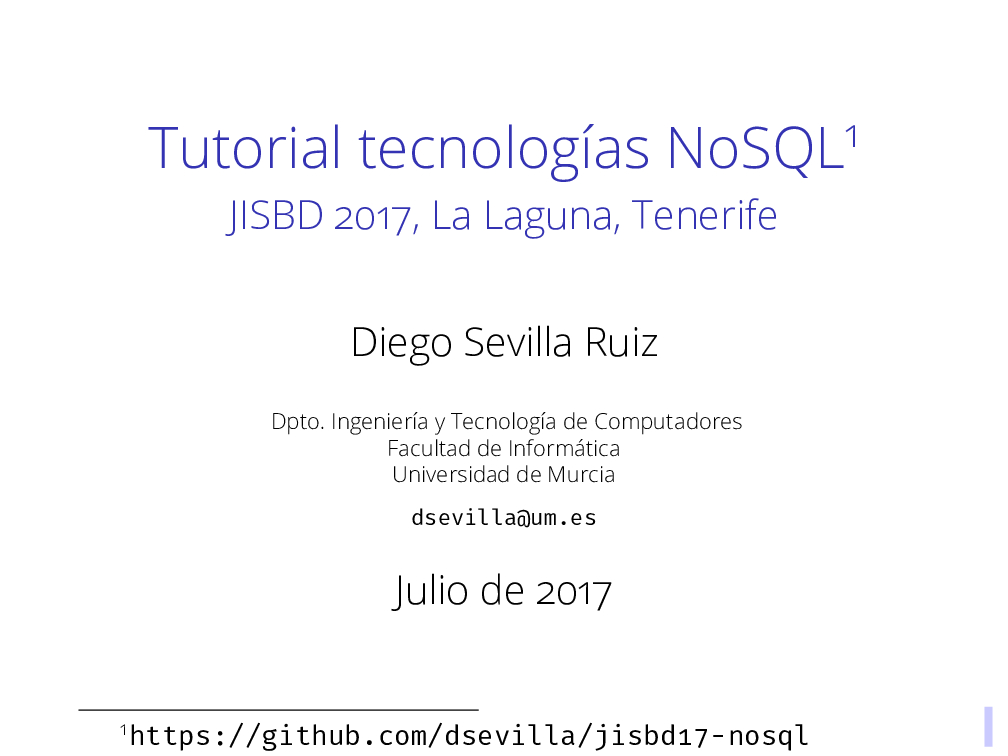 Tutorial tecnologías NoSQL¹
JISBD 2017, La Laguna, Tenerife
Diego Sevilla Ruiz
Dpto. Ingeniería y Tecnología de Computadores
Facultad de Informática
Universidad de Murcia
dsevilla@um.es
Julio de 2017
¹https://github.com/dsevilla/jisbd17-nosql